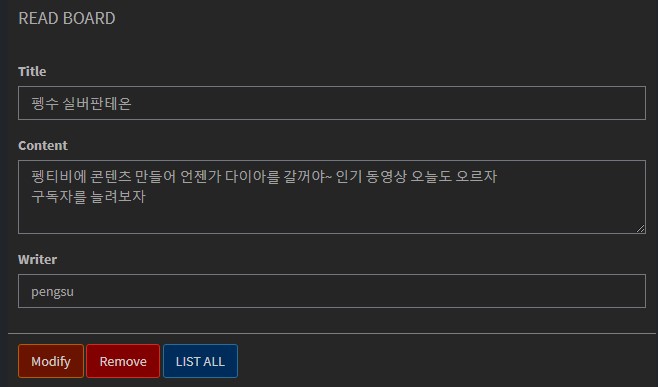 READ BOARD
Title
펭수 실버판테온
Content
펭티비에 콘텐츠 만들어 언젠가 다이아를 갈꺼야~ 인기 동영상 오늘도 오르자
구독자를 늘려보자
Writer
pengsu
Modify Remove LIST ALL